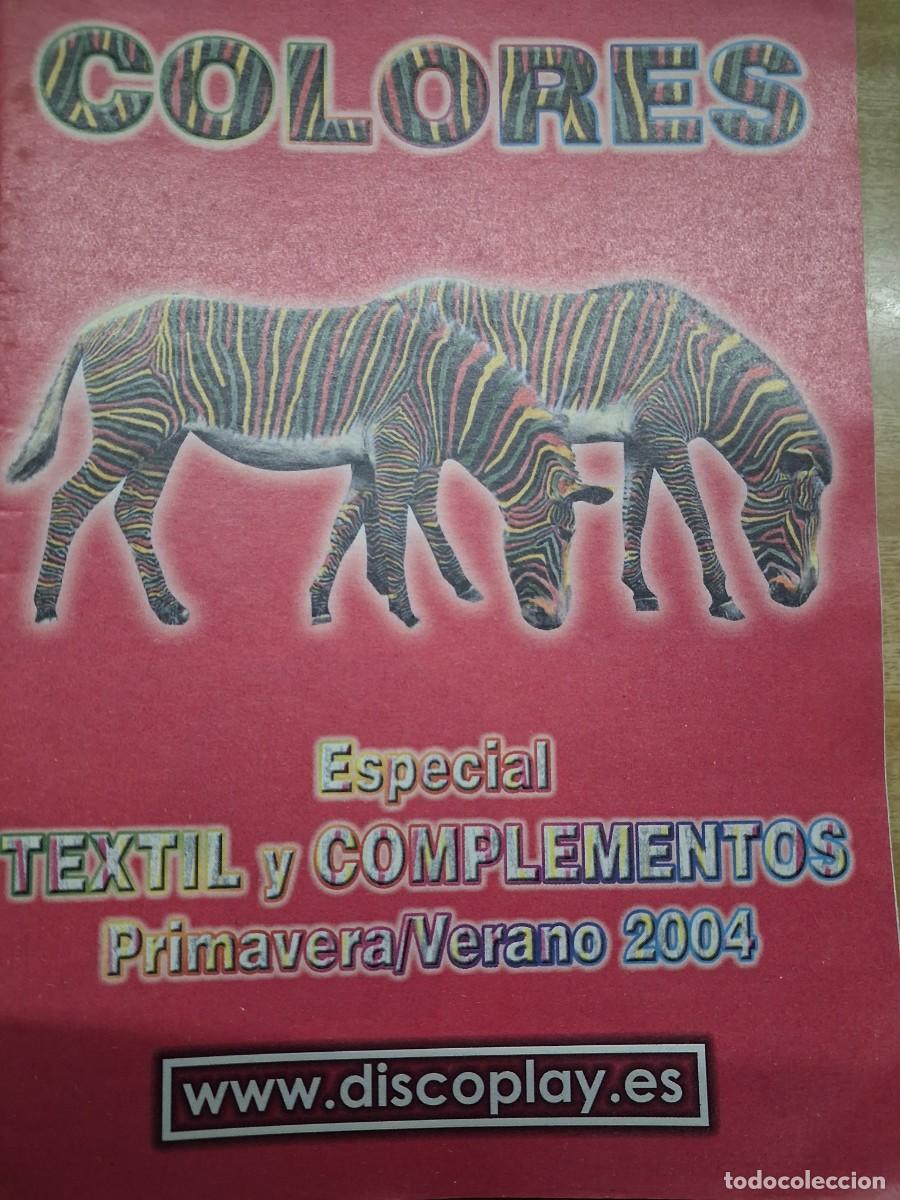 COLORES
Especial
TEXTIL y COMPLEMENTOS
Primavera/Verano 2004
www.discoplay.es
todocoleccion